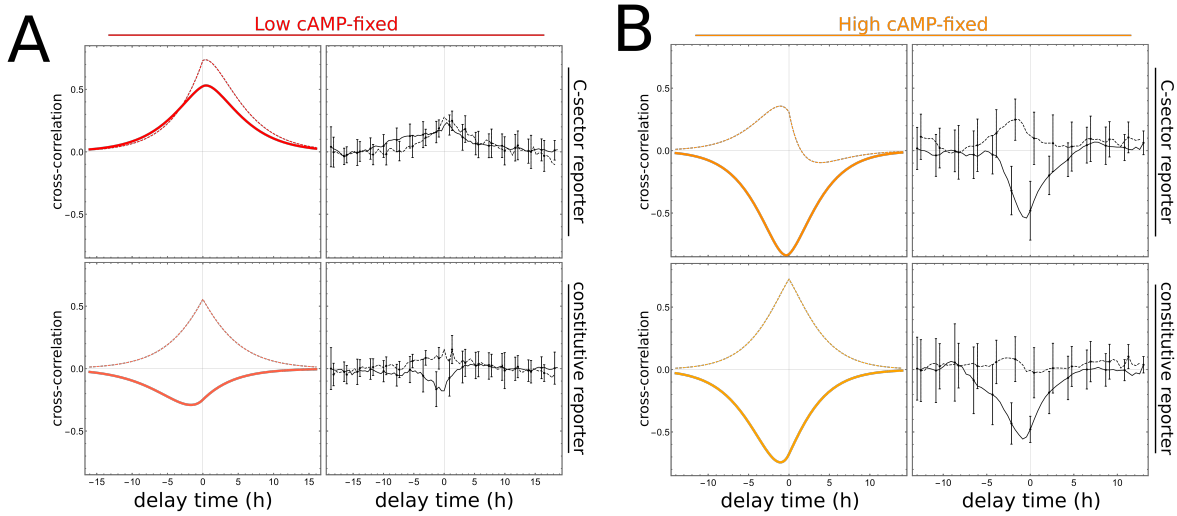 A
Low cAMP-fixed
cross-correlation
0.5
0.0
−0.5
C-sector reporter
cross-correlation
0.5
0.0
−0.5
constitutive reporter
−15 −10 −5 0 5 10 15
−15 −10 −5 0 5 10 15
delay time (h)
delay time (h)
B
High cAMP-fixed
cross-correlation
0.5
0.0
−0.5
C-sector reporter
cross-correlation
0.5
0.0
−0.5
constitutive reporter
−10 −5 0 5 10
−10 −5 0 5 10
delay time (h)
delay time (h)